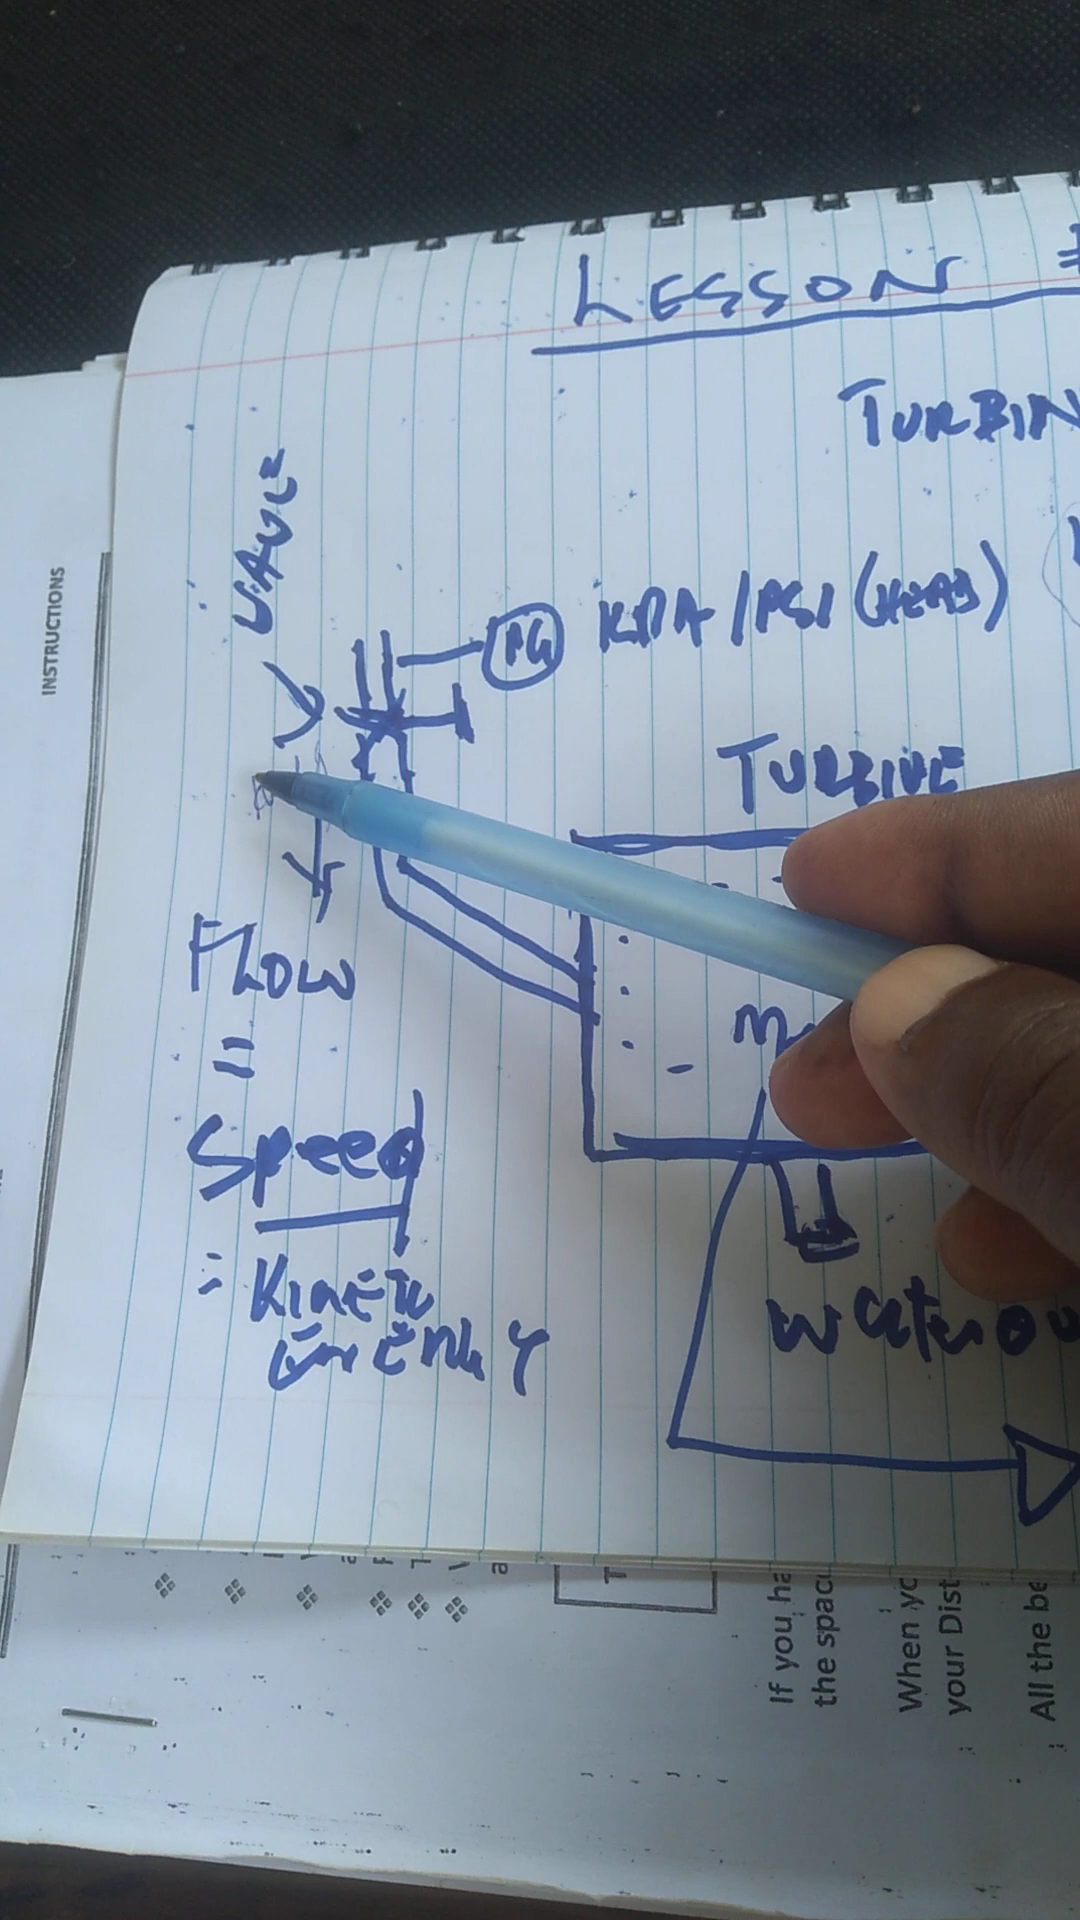 LESSON
TURBIN
VALVE
PG KPA/PSI (HEAD)
TURBINE
FLOW
=
Speed
Kinetic
Energy
Water ou
INSTRUCTIONS
If you ha
the spac
When yo
your Dist
All the be